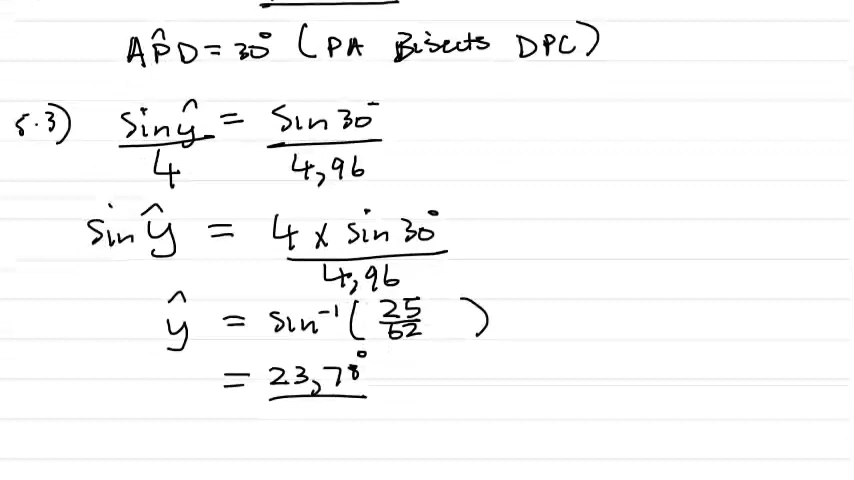 AP̂D = 30° (PA Bisects DPC)
5.3) sin ŷ / 4 = sin 30° / 4,96
sin ŷ = 4 x sin 30° / 4,96
ŷ = sin⁻¹ ( 25/62 )
= 23,78°